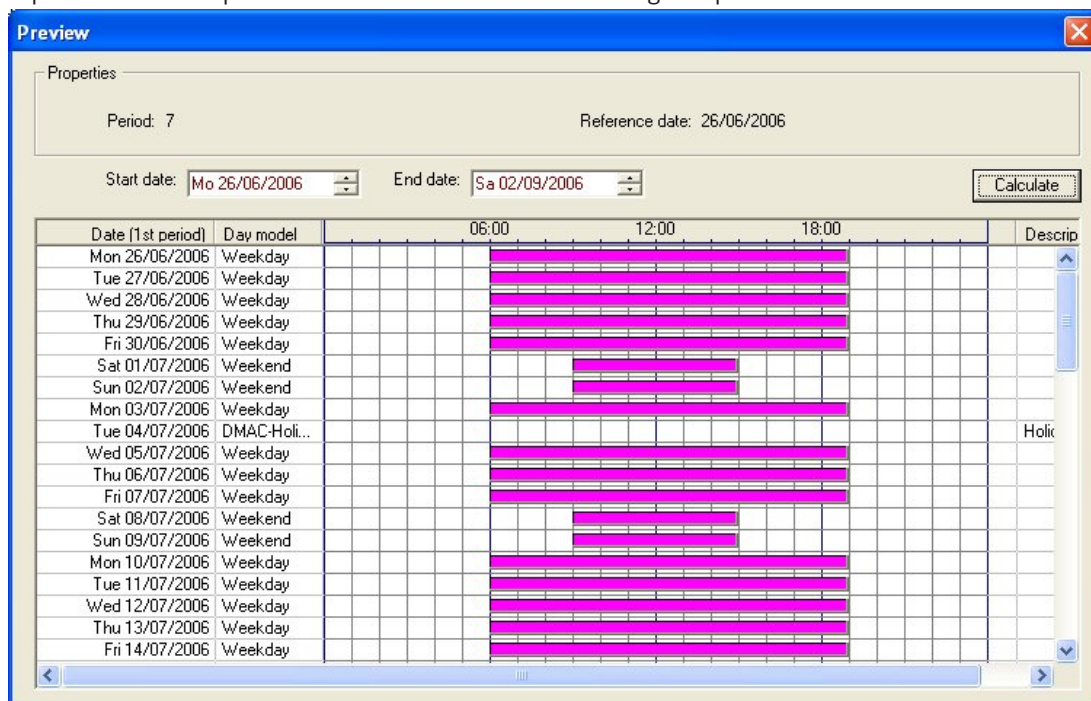 Preview
Properties
Period: 7 Reference date: 26/06/2006
Start date: Mo 26/06/2006 End date: Sa 02/09/2006 Calculate
Date (1st period) Day model 06:00 12:00 18:00 Descrip
Mon 26/06/2006 Weekday
Tue 27/06/2006 Weekday
Wed 28/06/2006 Weekday
Thu 29/06/2006 Weekday
Fri 30/06/2006 Weekday
Sat 01/07/2006 Weekend
Sun 02/07/2006 Weekend
Mon 03/07/2006 Weekday
Tue 04/07/2006 DMAC-Holi... Holic
Wed 05/07/2006 Weekday
Thu 06/07/2006 Weekday
Fri 07/07/2006 Weekday
Sat 08/07/2006 Weekend
Sun 09/07/2006 Weekend
Mon 10/07/2006 Weekday
Tue 11/07/2006 Weekday
Wed 12/07/2006 Weekday
Thu 13/07/2006 Weekday
Fri 14/07/2006 Weekday